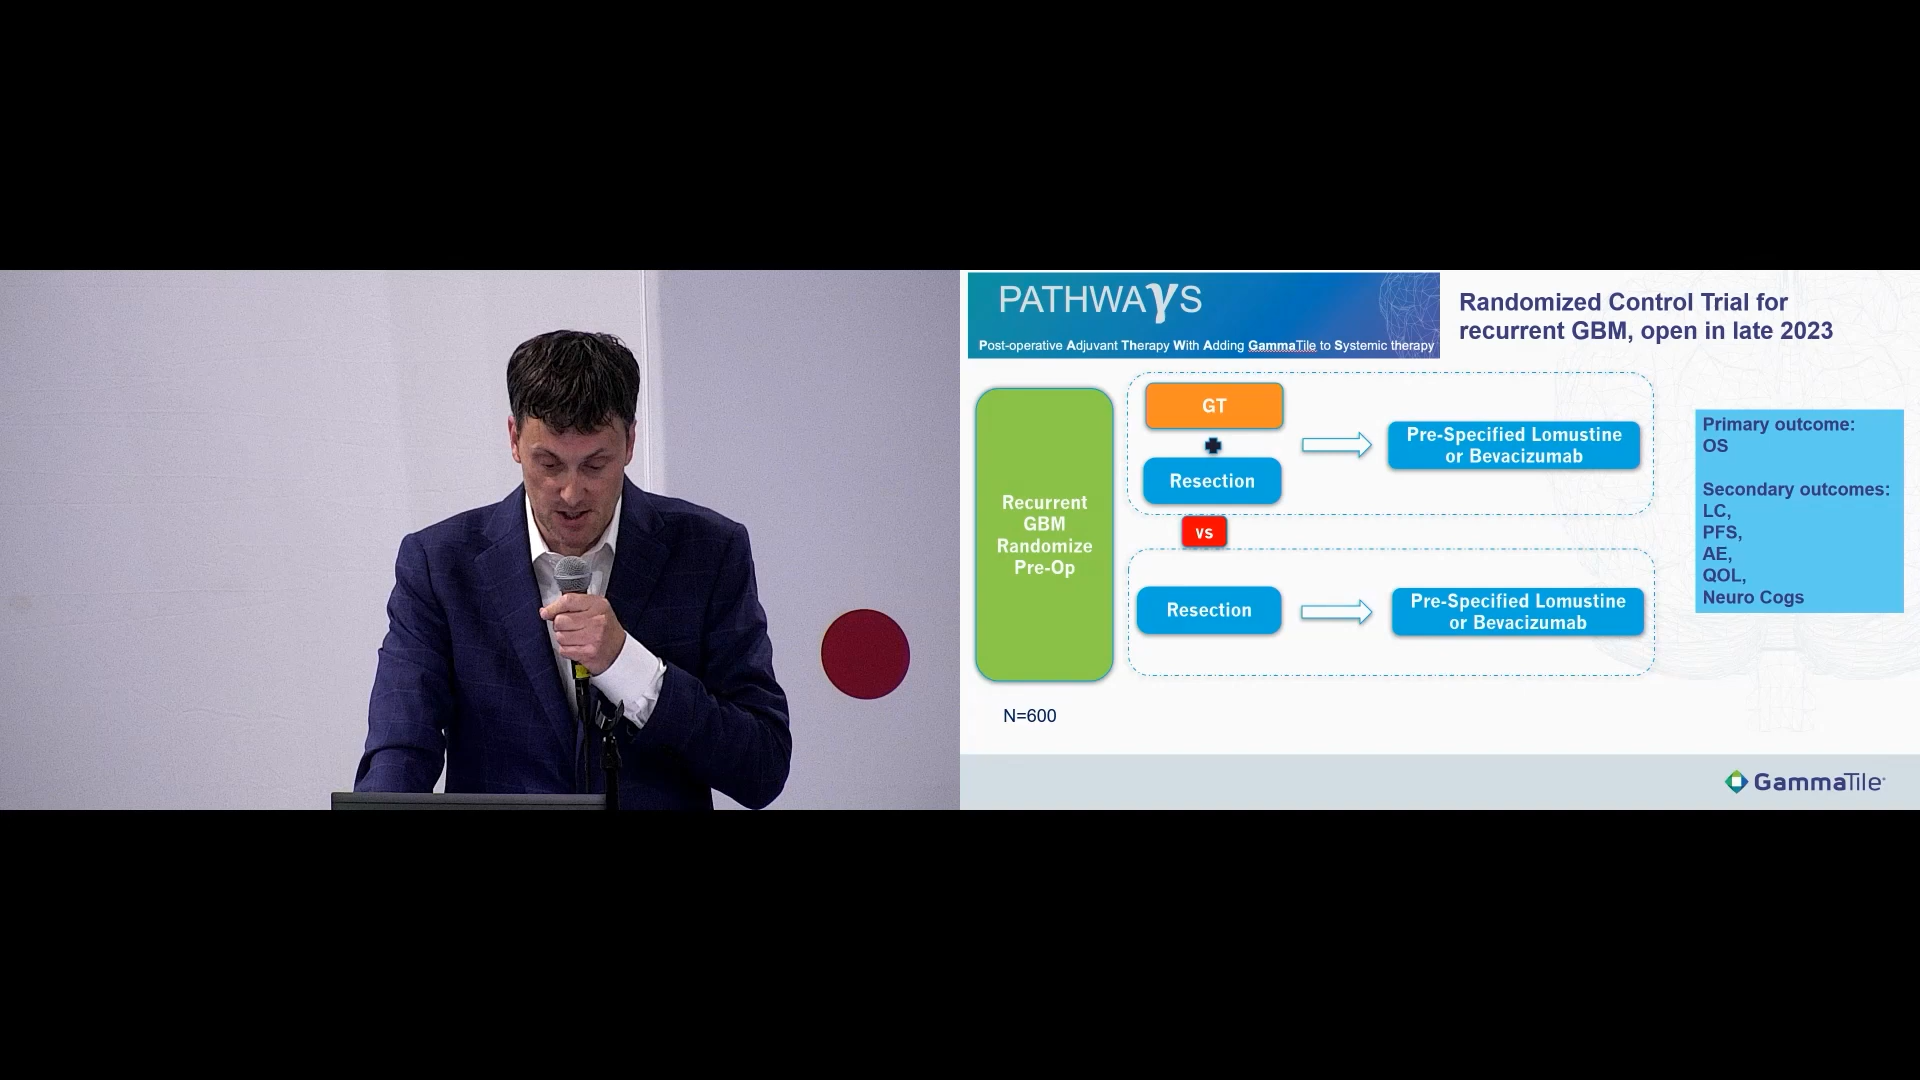 PATHWAγS
Post-operative Adjuvant Therapy With Adding GammaTile to Systemic therapy
Randomized Control Trial for
recurrent GBM, open in late 2023
Recurrent
GBM
Randomize
Pre-Op
GT
Resection
Pre-Specified Lomustine
or Bevacizumab
vs
Resection
Pre-Specified Lomustine
or Bevacizumab
Primary outcome:
OS
Secondary outcomes:
LC,
PFS,
AE,
QOL,
Neuro Cogs
N=600
GammaTile